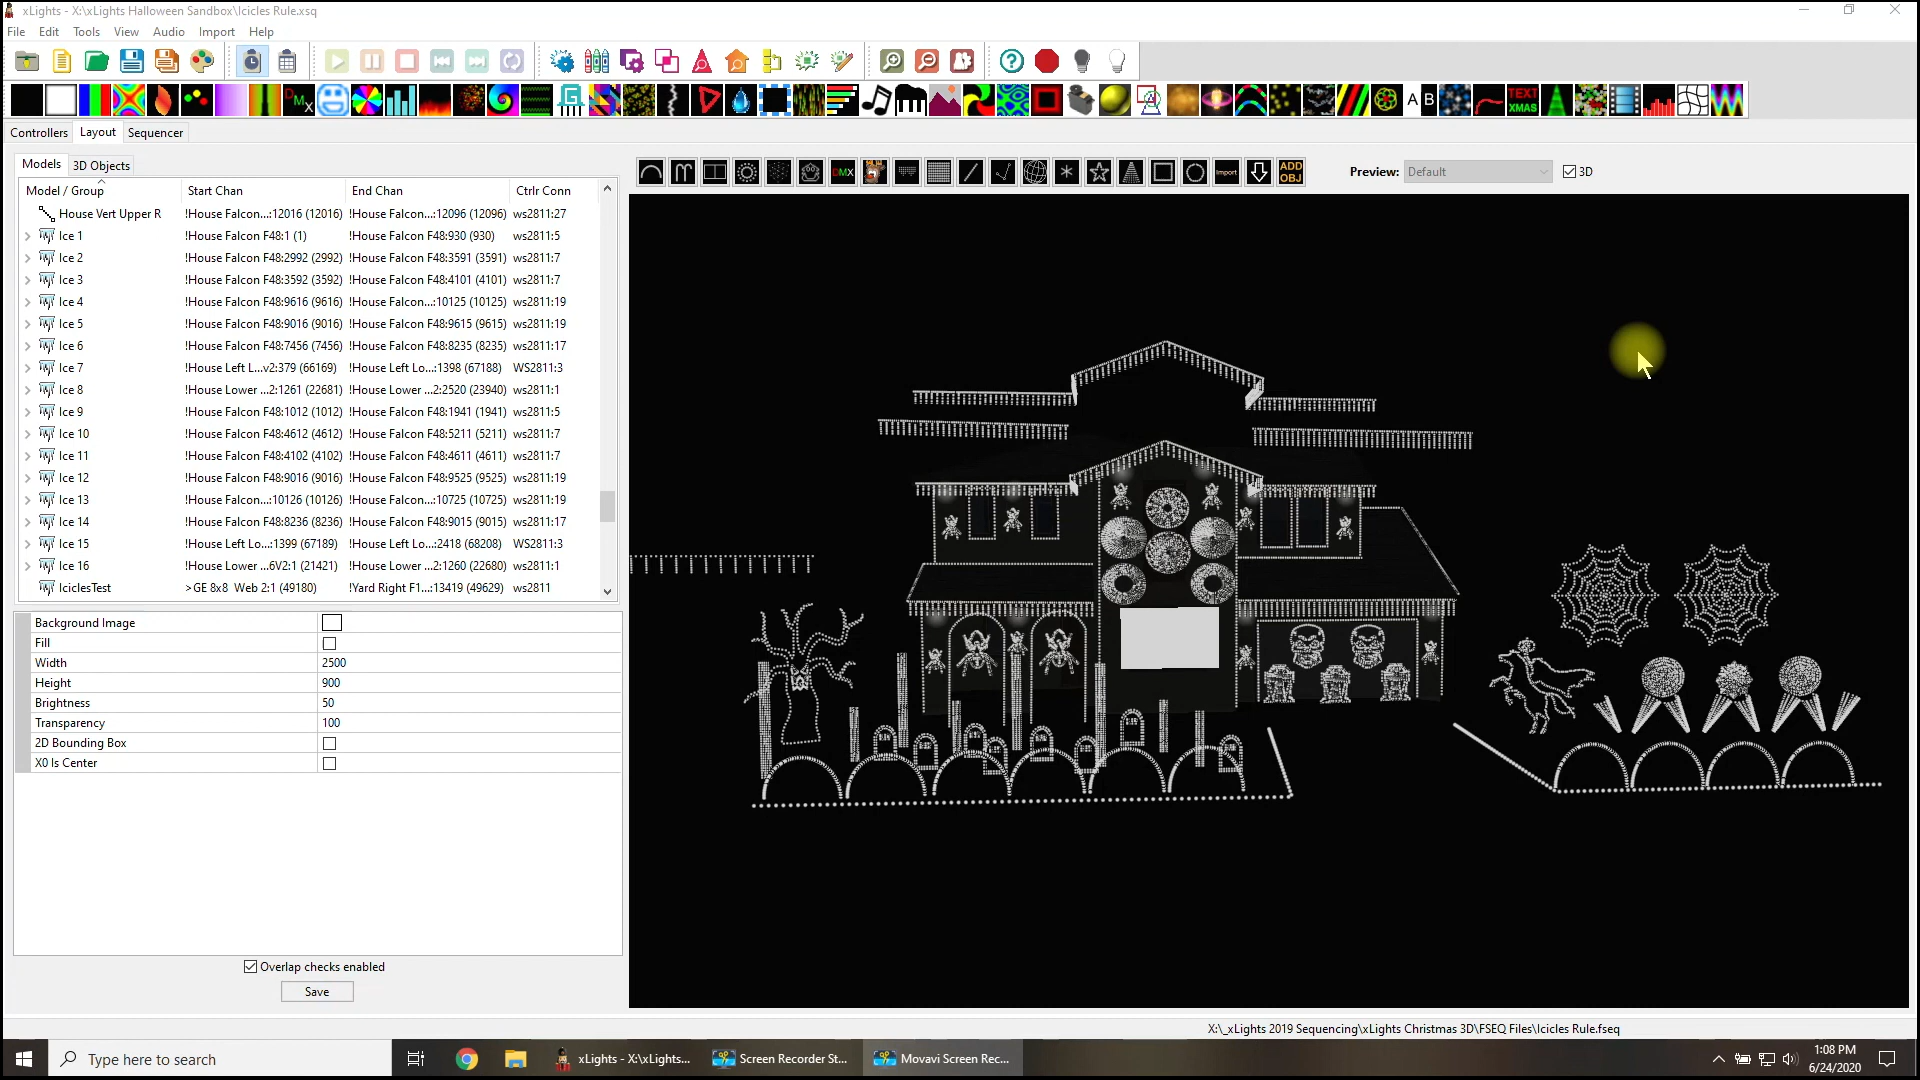 xLights - X:\xLights Halloween Sandbox\Icicles Rule.xsq
File Edit Tools View Audio Import Help
DMX
A B
TEXT XMAS
Controllers Layout Sequencer
Models 3D Objects
DMX Import ADD OBJ Preview: Default 3D
Model / Group Start Chan End Chan Ctrlr Conn
House Vert Upper R !House Falcon...:12016 (12016) !House Falcon...:12096 (12096) ws2811:27
Ice 1 !House Falcon F48:1 (1) !House Falcon F48:930 (930) ws2811:5
Ice 2 !House Falcon F48:2992 (2992) !House Falcon F48:3591 (3591) ws2811:7
Ice 3 !House Falcon F48:3592 (3592) !House Falcon F48:4101 (4101) ws2811:7
Ice 4 !House Falcon F48:9616 (9616) !House Falcon...:10125 (10125) ws2811:19
Ice 5 !House Falcon F48:9016 (9016) !House Falcon F48:9615 (9615) ws2811:19
Ice 6 !House Falcon F48:7456 (7456) !House Falcon F48:8235 (8235) ws2811:17
Ice 7 !House Left L...v2:379 (66169) !House Left Lo...:1398 (67188) WS2811:3
Ice 8 !House Lower ...2:1261 (22681) !House Lower ...2:2520 (23940) ws2811:1
Ice 9 !House Falcon F48:1012 (1012) !House Falcon F48:1941 (1941) ws2811:5
Ice 10 !House Falcon F48:4612 (4612) !House Falcon F48:5211 (5211) ws2811:7
Ice 11 !House Falcon F48:4102 (4102) !House Falcon F48:4611 (4611) ws2811:7
Ice 12 !House Falcon F48:9016 (9016) !House Falcon F48:9525 (9525) ws2811:19
Ice 13 !House Falcon...:10126 (10126) !House Falcon...:10725 (10725) ws2811:19
Ice 14 !House Falcon F48:8236 (8236) !House Falcon F48:9015 (9015) ws2811:17
Ice 15 !House Left Lo...:1399 (67189) !House Left Lo...:2418 (68208) WS2811:3
Ice 16 !House Lower ...6V2:1 (21421) !House Lower ...2:1260 (22680) ws2811:1
IciclesTest >GE 8x8 Web 2:1 (49180) !Yard Right F1...:13419 (49629) ws2811
Background Image
Fill
Width 2500
Height 900
Brightness 50
Transparency 100
2D Bounding Box
X0 Is Center
Overlap checks enabled
Save
X:\_xLights 2019 Sequencing\xLights Christmas 3D\FSEQ Files\Icicles Rule.fseq
Type here to search xLights - X:\xLights... Screen Recorder St... Movavi Screen Rec... 1:08 PM
6/24/2020